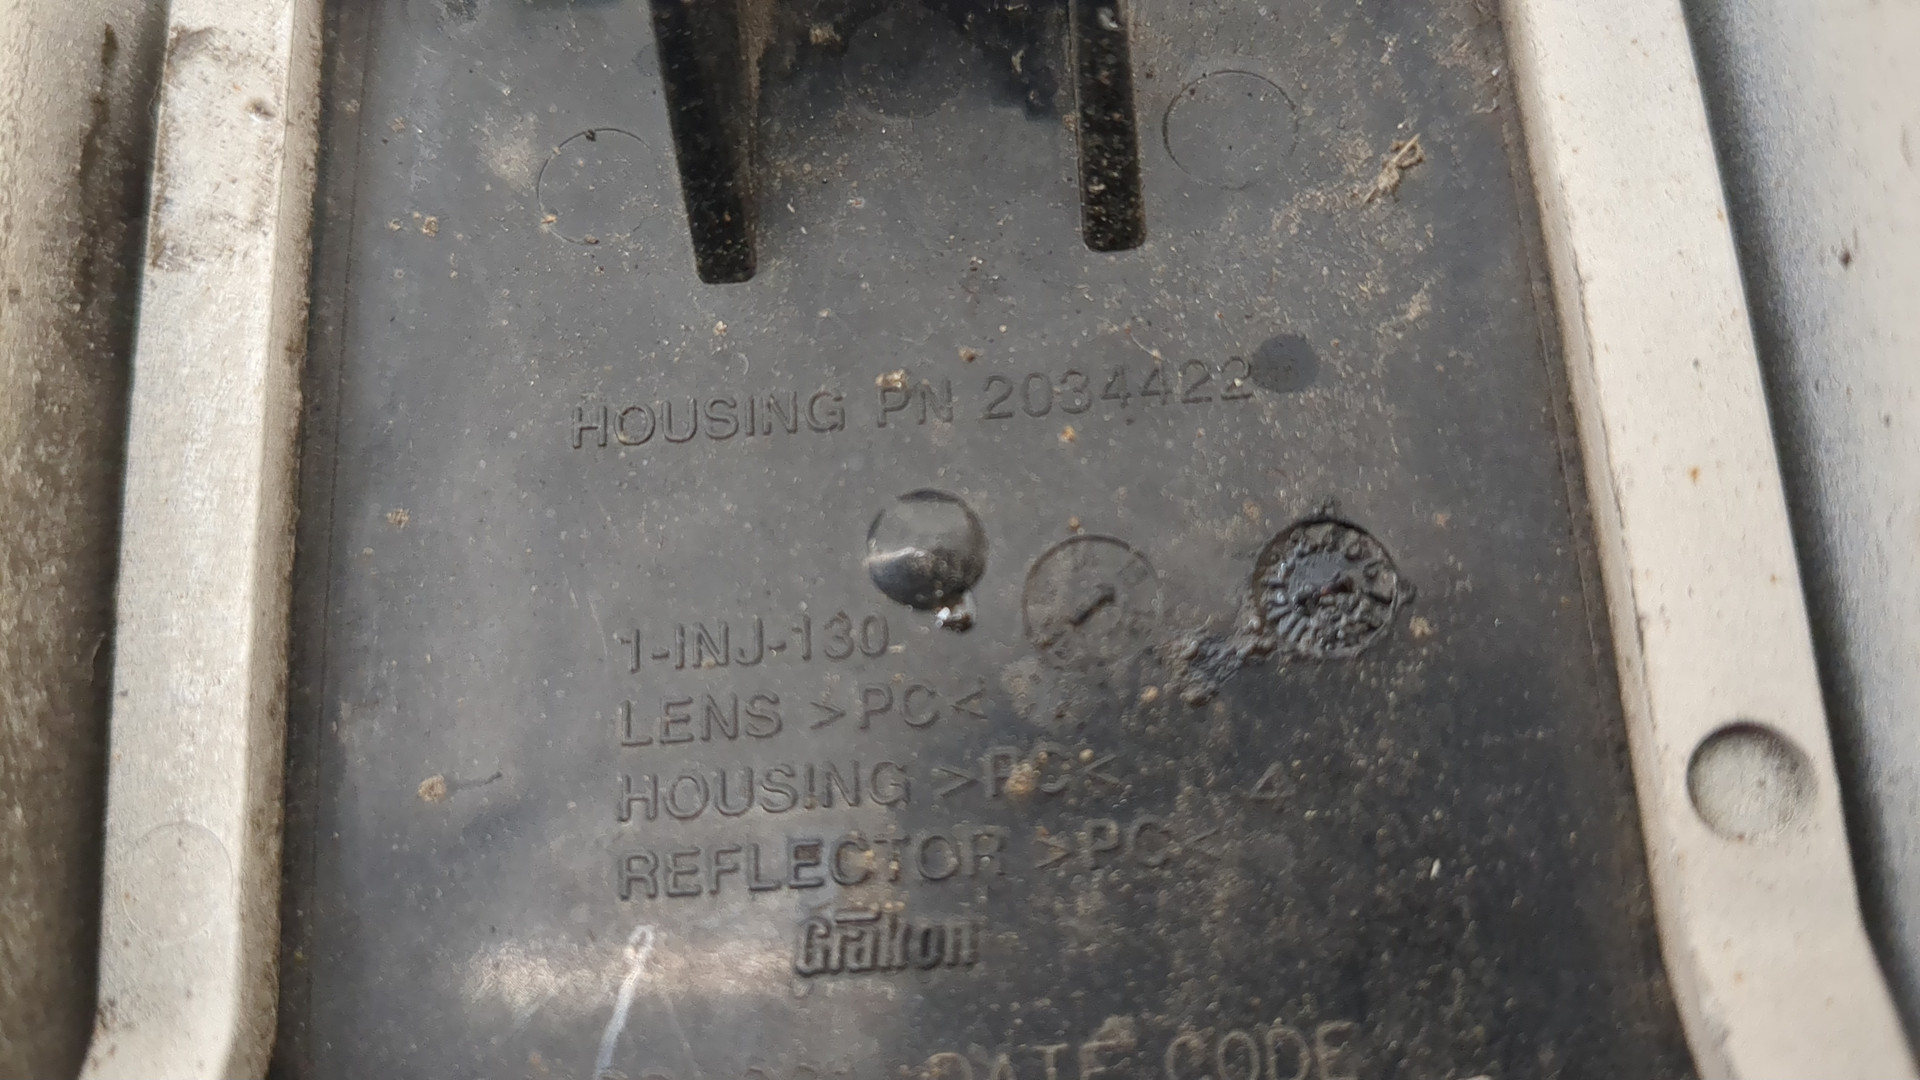 HOUSING PN 2034422
1-INJ-130
LENS >PC<
HOUSING >PC<
REFLECTOR >PC<
Grakon
DATE CODE